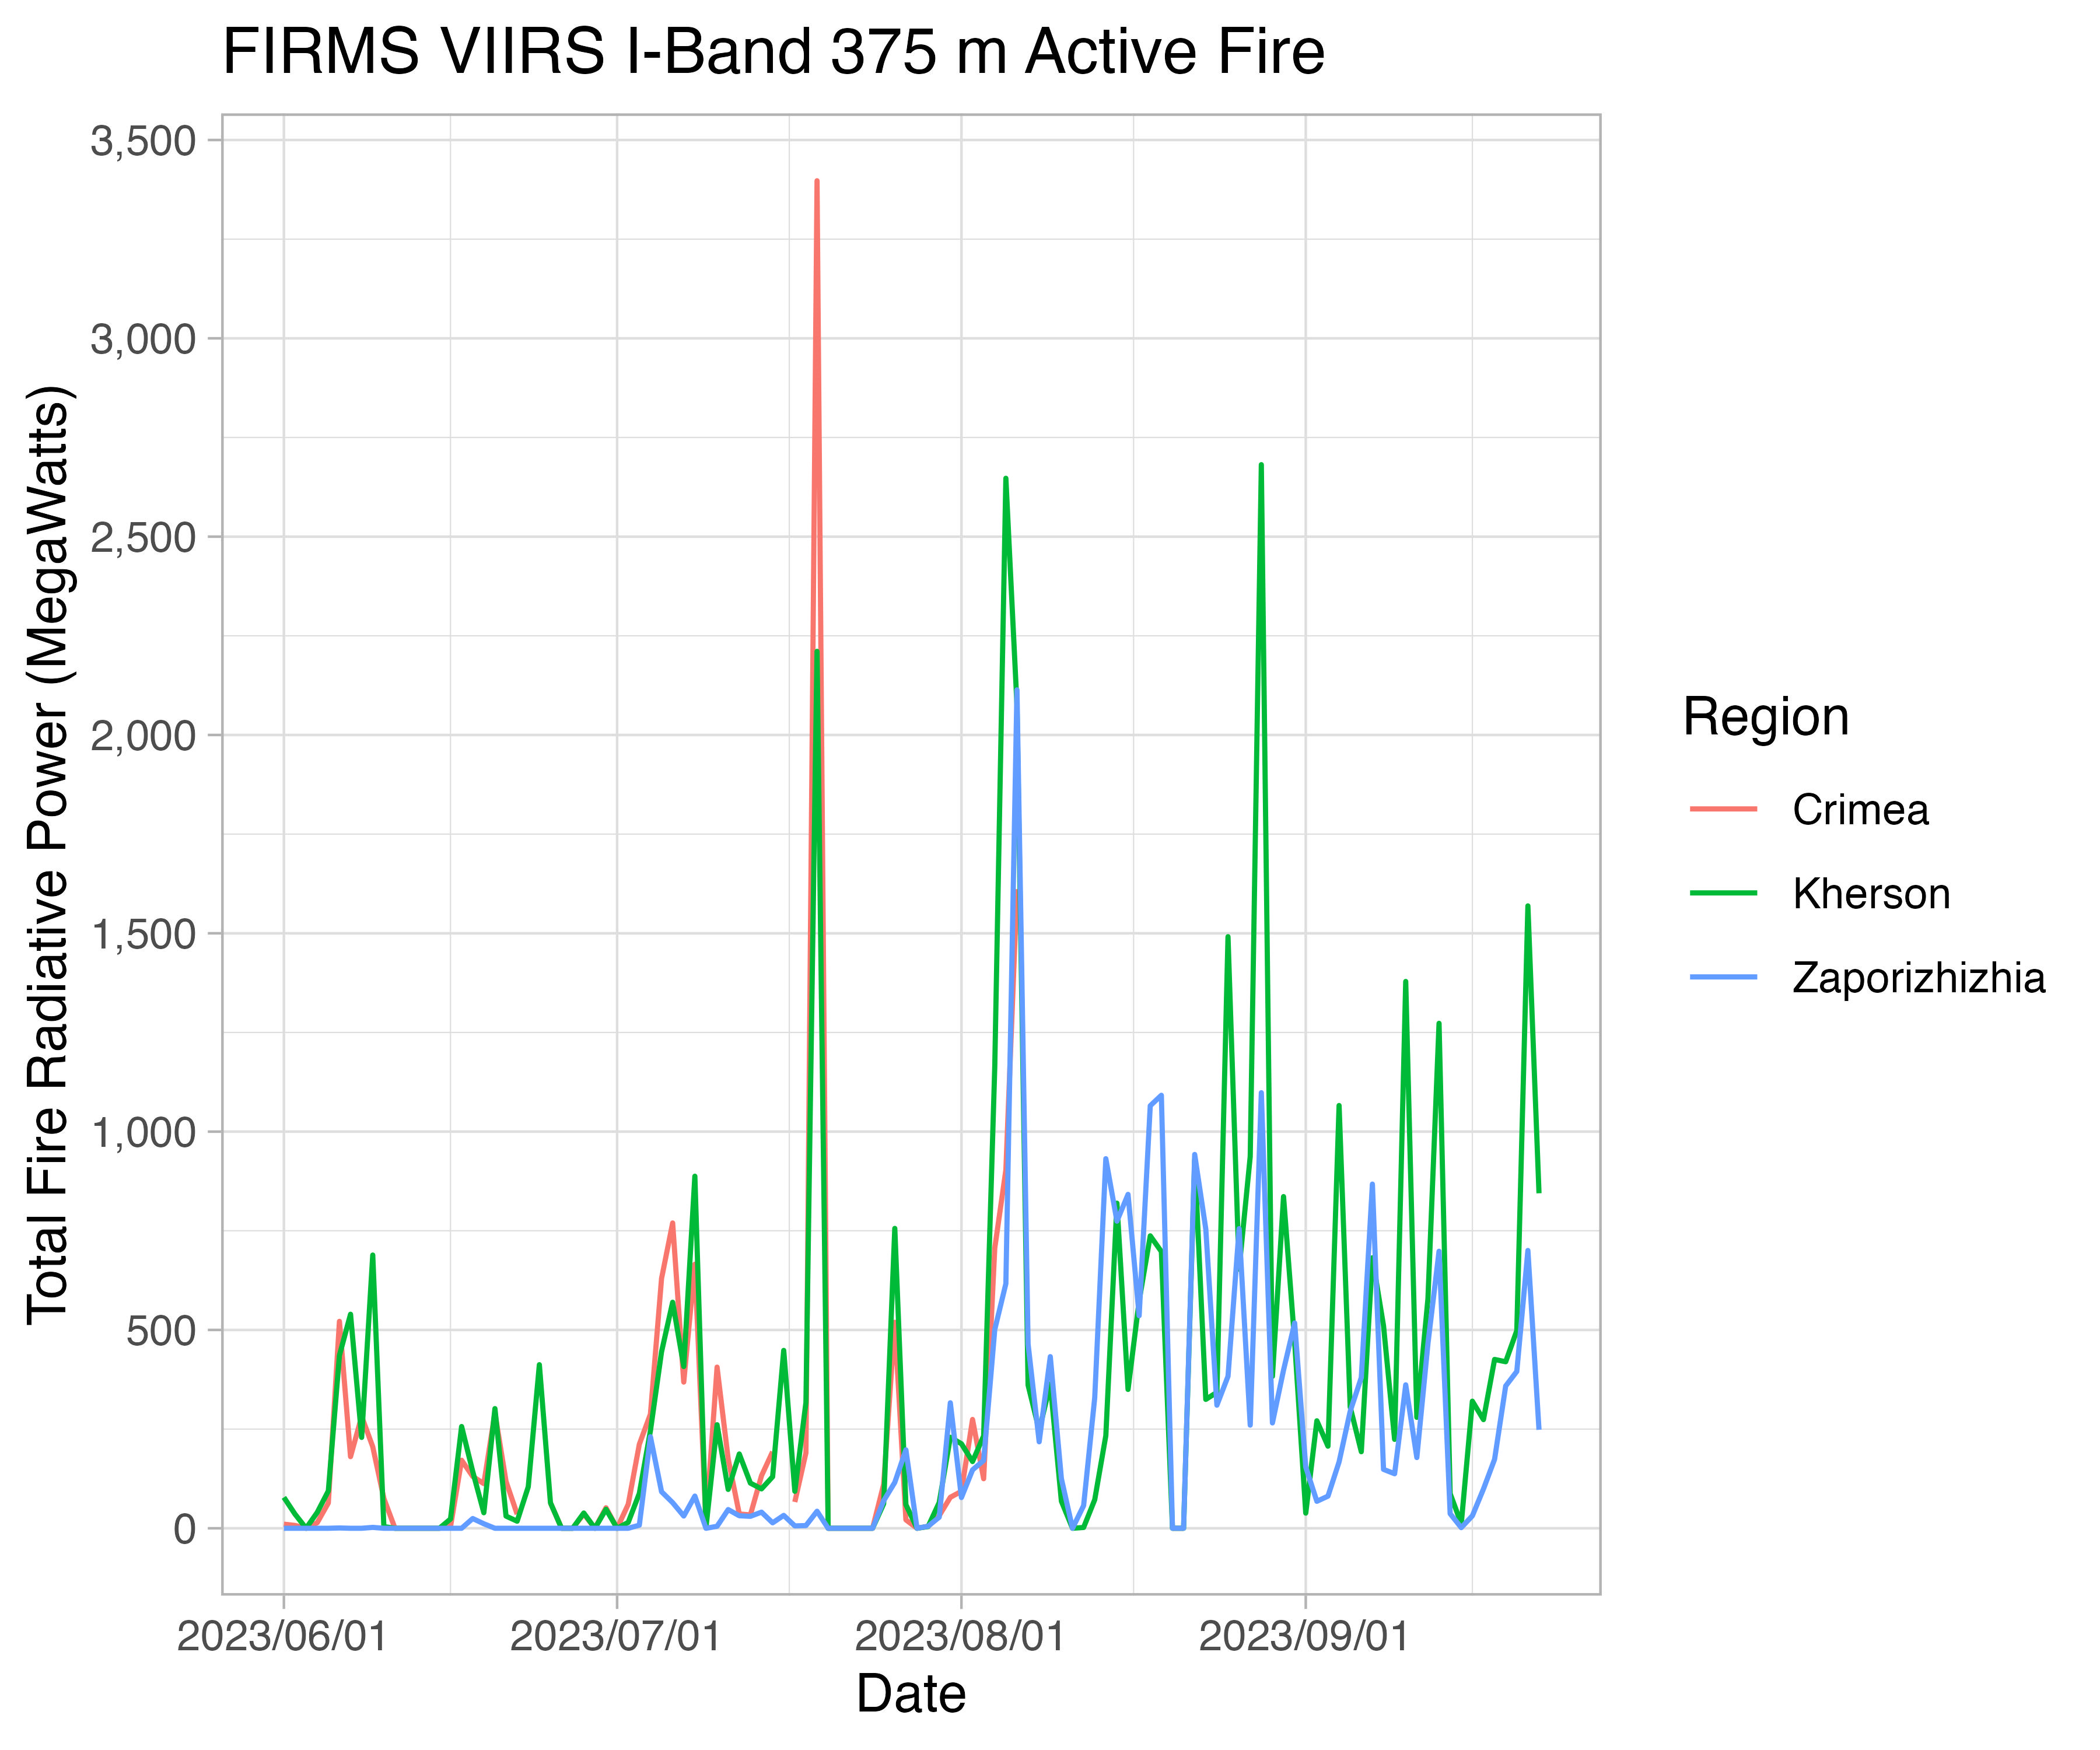 FIRMS VIIRS I-Band 375 m Active Fire
Total Fire Radiative Power (MegaWatts)
3,500
3,000
2,500
2,000
1,500
1,000
500
0
2023/06/01
2023/07/01
2023/08/01
2023/09/01
Date
Region
Crimea
Kherson
Zaporizhizhia